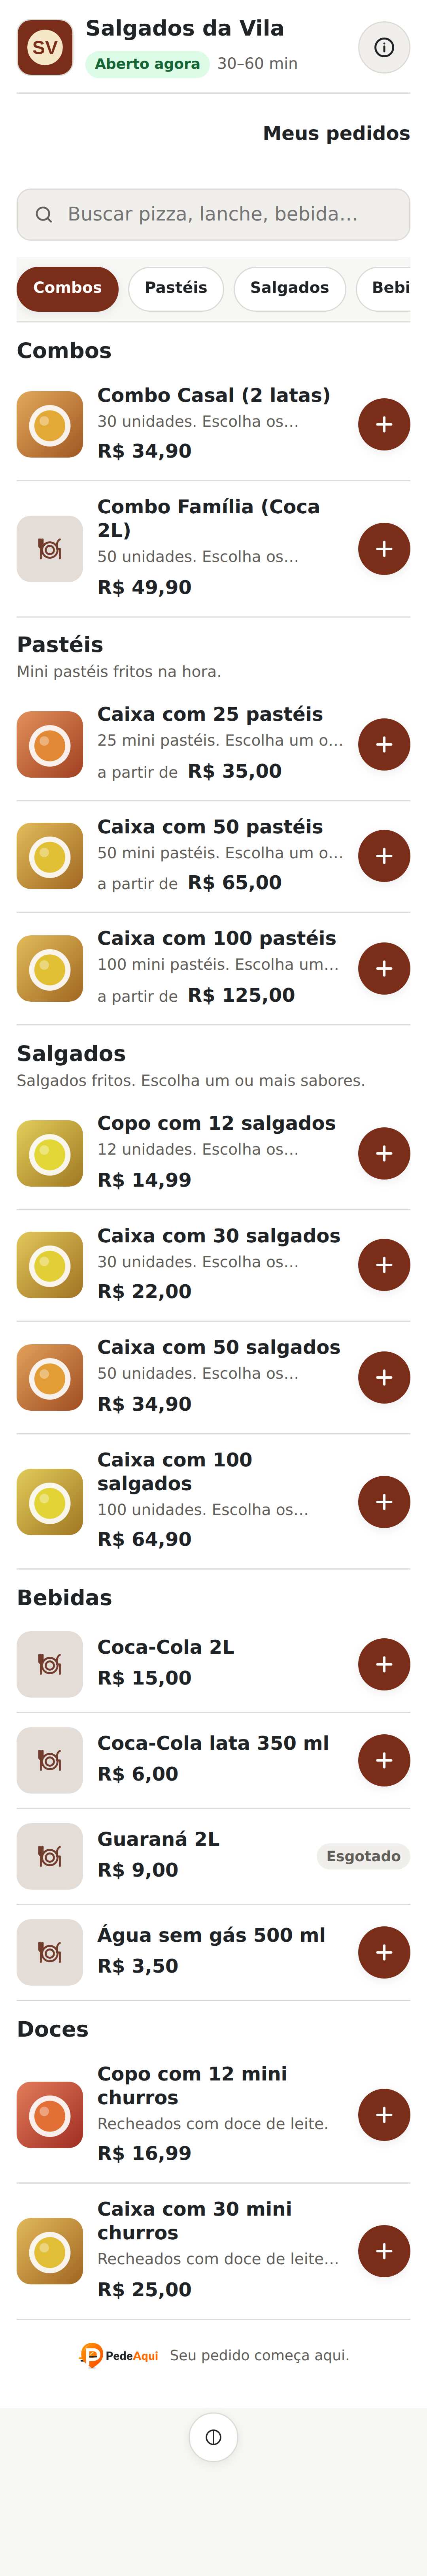 SV
Salgados da Vila
Aberto agora 30–60 min
Meus pedidos
Buscar pizza, lanche, bebida...
Combos Pastéis Salgados Bebi
Combos
Combo Casal (2 latas)
30 unidades. Escolha os...
R$ 34,90
Combo Família (Coca
2L)
50 unidades. Escolha os...
R$ 49,90
Pastéis
Mini pastéis fritos na hora.
Caixa com 25 pastéis
25 mini pastéis. Escolha um o...
a partir de R$ 35,00
Caixa com 50 pastéis
50 mini pastéis. Escolha um o...
a partir de R$ 65,00
Caixa com 100 pastéis
100 mini pastéis. Escolha um...
a partir de R$ 125,00
Salgados
Salgados fritos. Escolha um ou mais sabores.
Copo com 12 salgados
12 unidades. Escolha os...
R$ 14,99
Caixa com 30 salgados
30 unidades. Escolha os...
R$ 22,00
Caixa com 50 salgados
50 unidades. Escolha os...
R$ 34,90
Caixa com 100
salgados
100 unidades. Escolha os...
R$ 64,90
Bebidas
Coca-Cola 2L
R$ 15,00
Coca-Cola lata 350 ml
R$ 6,00
Guaraná 2L
R$ 9,00
Esgotado
Água sem gás 500 ml
R$ 3,50
Doces
Copo com 12 mini
churros
Recheados com doce de leite.
R$ 16,99
Caixa com 30 mini
churros
Recheados com doce de leite...
R$ 25,00
PedeAqui Seu pedido começa aqui.